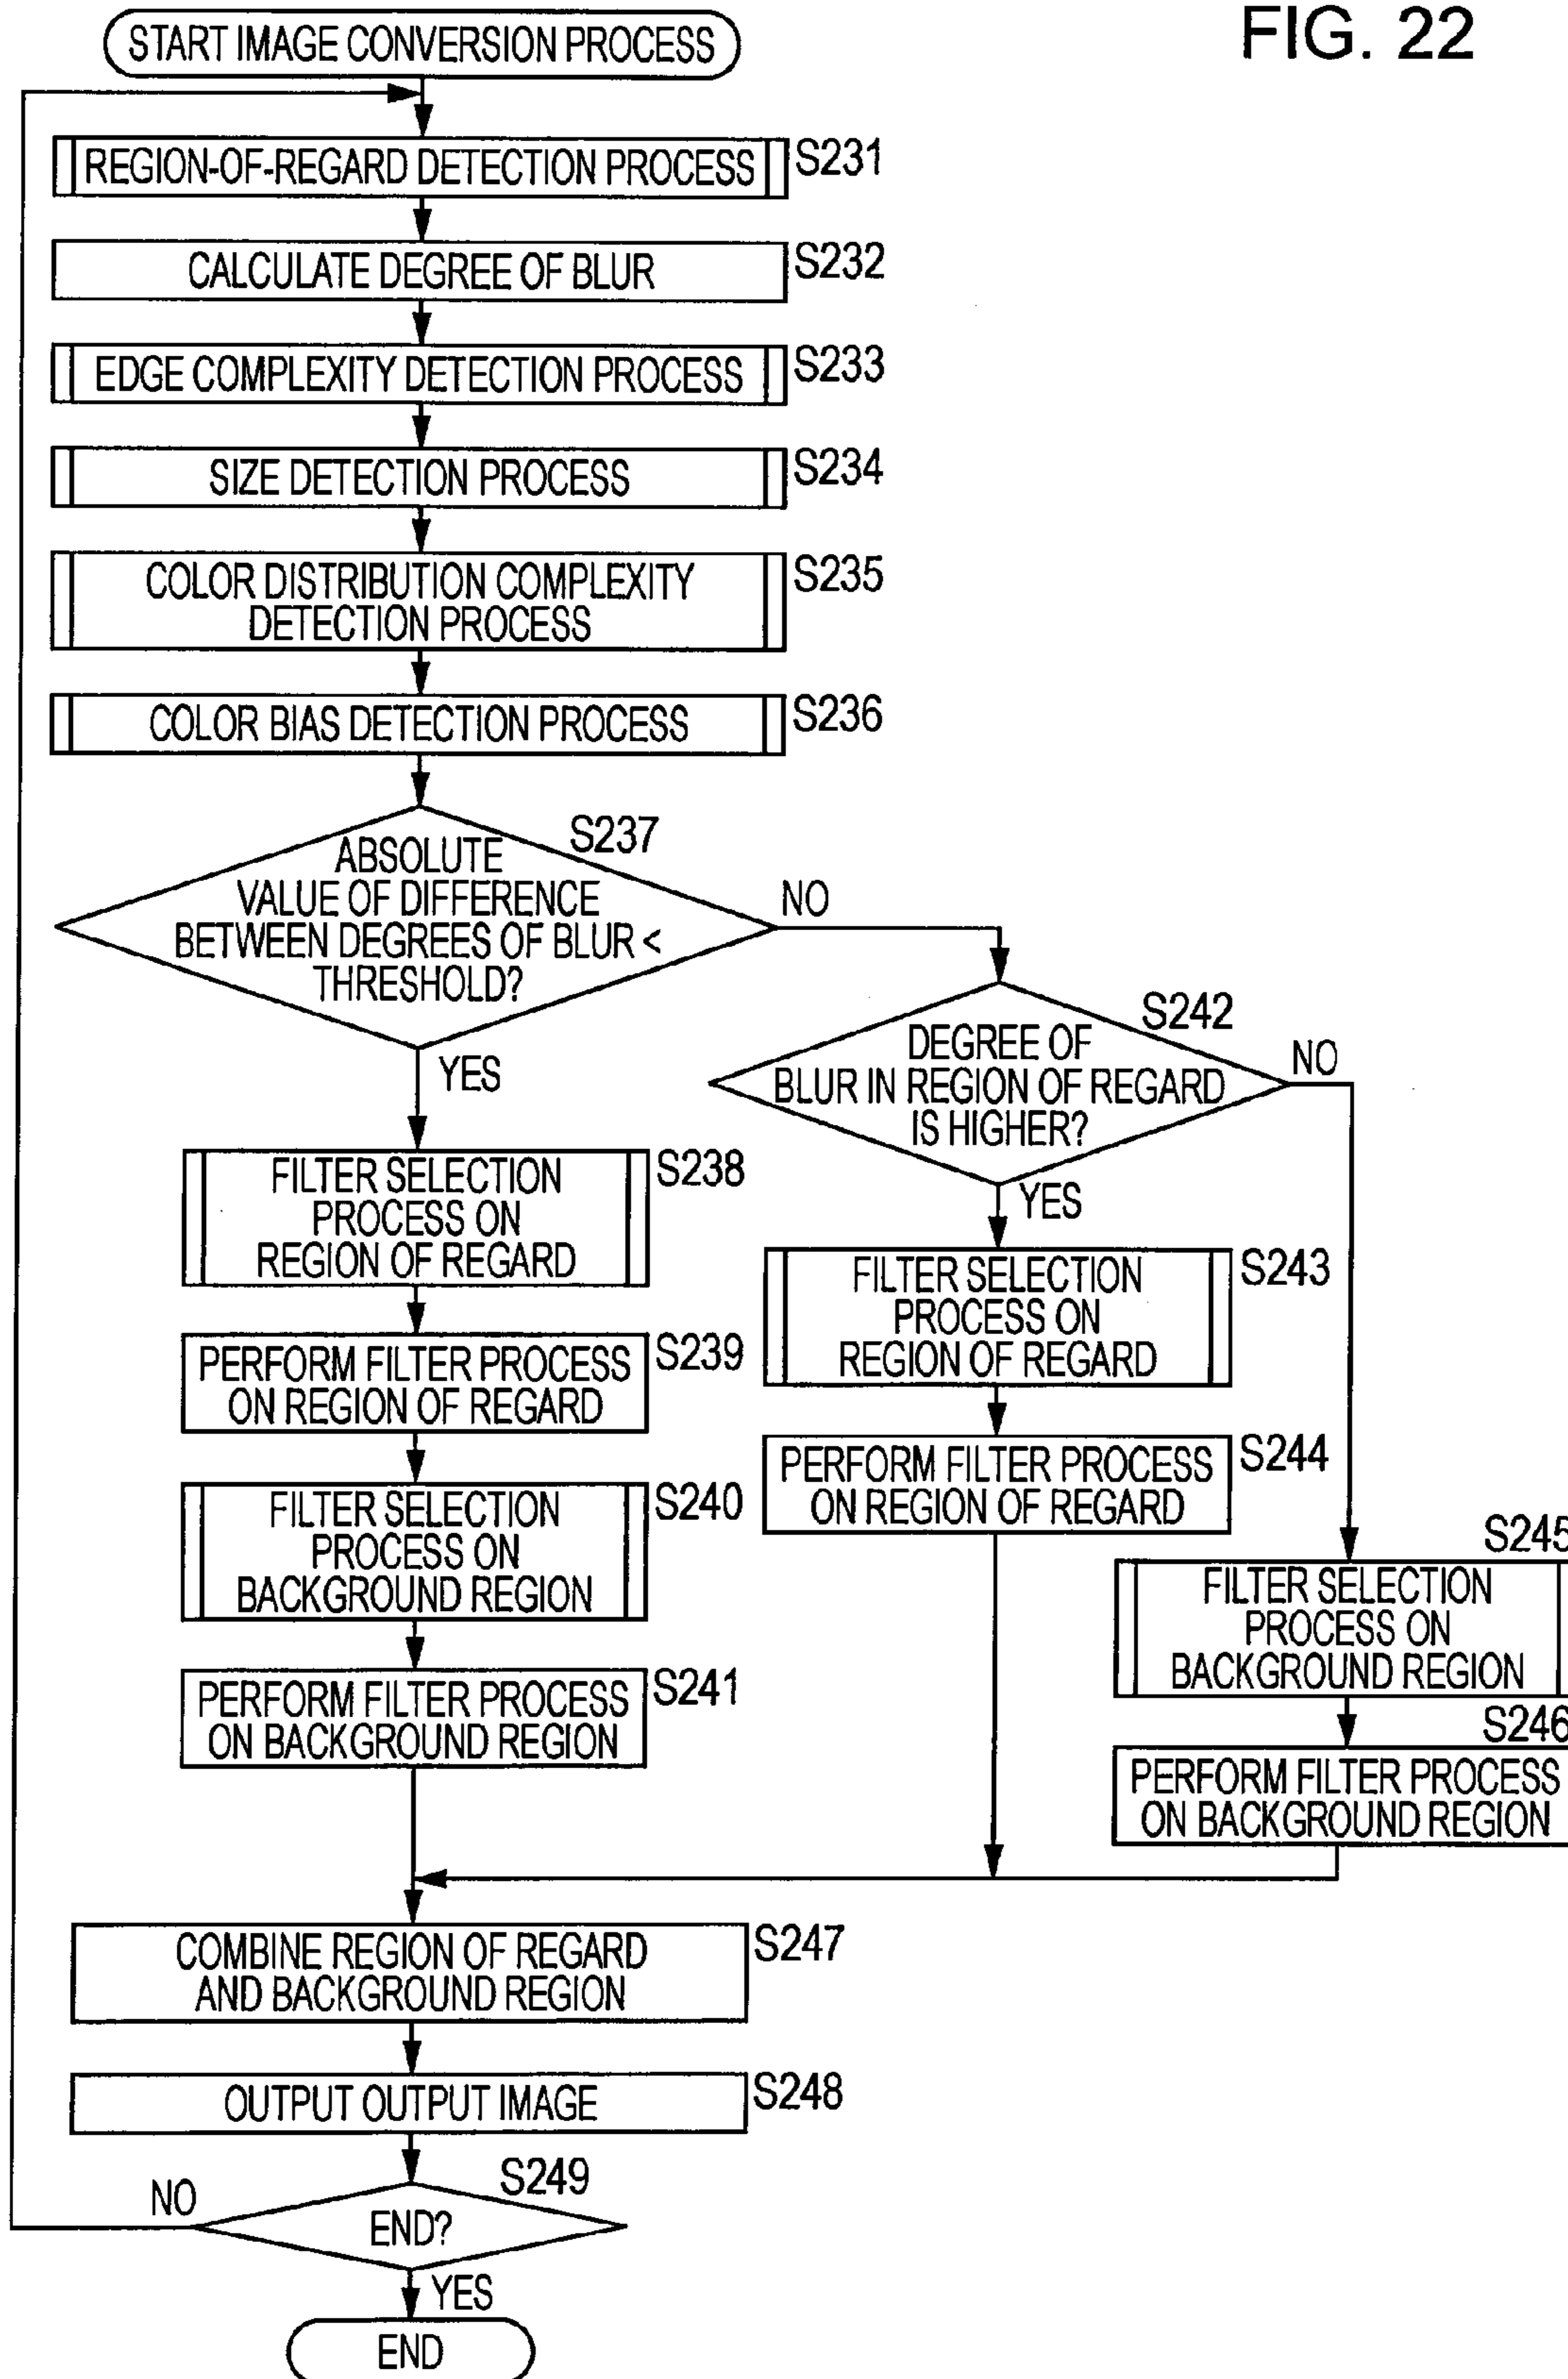 FIG. 22
START IMAGE CONVERSION PROCESS
REGION-OF-REGARD DETECTION PROCESS
S231
CALCULATE DEGREE OF BLUR
S232
EDGE COMPLEXITY DETECTION PROCESS
S233
SIZE DETECTION PROCESS
S234
COLOR DISTRIBUTION COMPLEXITY
DETECTION PROCESS
S235
COLOR BIAS DETECTION PROCESS
S236
S237
ABSOLUTE
VALUE OF DIFFERENCE
BETWEEN DEGREES OF BLUR <
THRESHOLD?
NO
YES
S242
DEGREE OF
BLUR IN REGION OF REGARD
IS HIGHER?
NO
YES
FILTER SELECTION
PROCESS ON
REGION OF REGARD
S238
PERFORM FILTER PROCESS
ON REGION OF REGARD
S239
FILTER SELECTION
PROCESS ON
BACKGROUND REGION
S240
PERFORM FILTER PROCESS
ON BACKGROUND REGION
S241
FILTER SELECTION
PROCESS ON
REGION OF REGARD
S243
PERFORM FILTER PROCESS
ON REGION OF REGARD
S244
S245
FILTER SELECTION
PROCESS ON
BACKGROUND REGION
S246
PERFORM FILTER PROCESS
ON BACKGROUND REGION
COMBINE REGION OF REGARD
AND BACKGROUND REGION
S247
OUTPUT OUTPUT IMAGE
S248
S249
NO
END?
YES
END